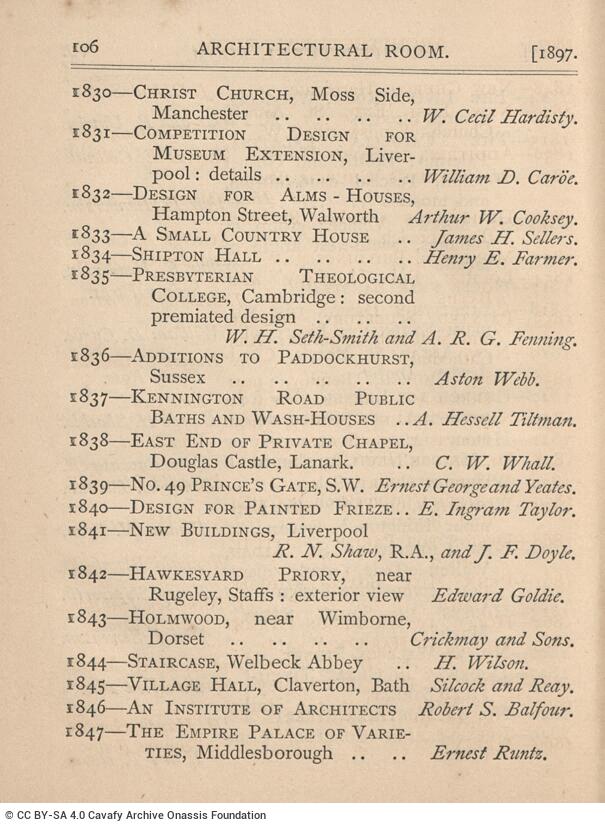 106 ARCHITECTURAL ROOM. [1897.
1830—CHRIST CHURCH, Moss Side,
Manchester .. .. .. .. W. Cecil Hardisty.
1831—COMPETITION DESIGN FOR
MUSEUM EXTENSION, Liver-
pool : details .. .. .. .. William D. Caröe.
1832—DESIGN FOR ALMS-HOUSES,
Hampton Street, Walworth Arthur W. Cooksey.
1833—A SMALL COUNTRY HOUSE .. James H. Sellers.
1834—SHIPTON HALL .. .. .. .. Henry E. Farmer.
1835—PRESBYTERIAN THEOLOGICAL
COLLEGE, Cambridge : second
premiated design .. .. ..
W. H. Seth-Smith and A. R. G. Fenning.
1836—ADDITIONS TO PADDOCKHURST,
Sussex .. .. .. .. .. Aston Webb.
1837—KENNINGTON ROAD PUBLIC
BATHS AND WASH-HOUSES .. A. Hessell Tiltman.
1838—EAST END OF PRIVATE CHAPEL,
Douglas Castle, Lanark. .. C. W. Whall.
1839—NO. 49 PRINCE'S GATE, S.W. Ernest George and Yeates.
1840—DESIGN FOR PAINTED FRIEZE .. E. Ingram Taylor.
1841—NEW BUILDINGS, Liverpool
R. N. Shaw, R.A., and J. F. Doyle.
1842—HAWKESYARD PRIORY, near
Rugeley, Staffs : exterior view Edward Goldie.
1843—HOLMWOOD, near Wimborne,
Dorset .. .. .. .. Crickmay and Sons.
1844—STAIRCASE, Welbeck Abbey .. H. Wilson.
1845—VILLAGE HALL, Claverton, Bath Silcock and Reay.
1846—AN INSTITUTE OF ARCHITECTS Robert S. Balfour.
1847—THE EMPIRE PALACE OF VARIE-
TIES, Middlesborough .. .. Ernest Runtz.
© CC BY-SA 4.0 Cavafy Archive Onassis Foundation